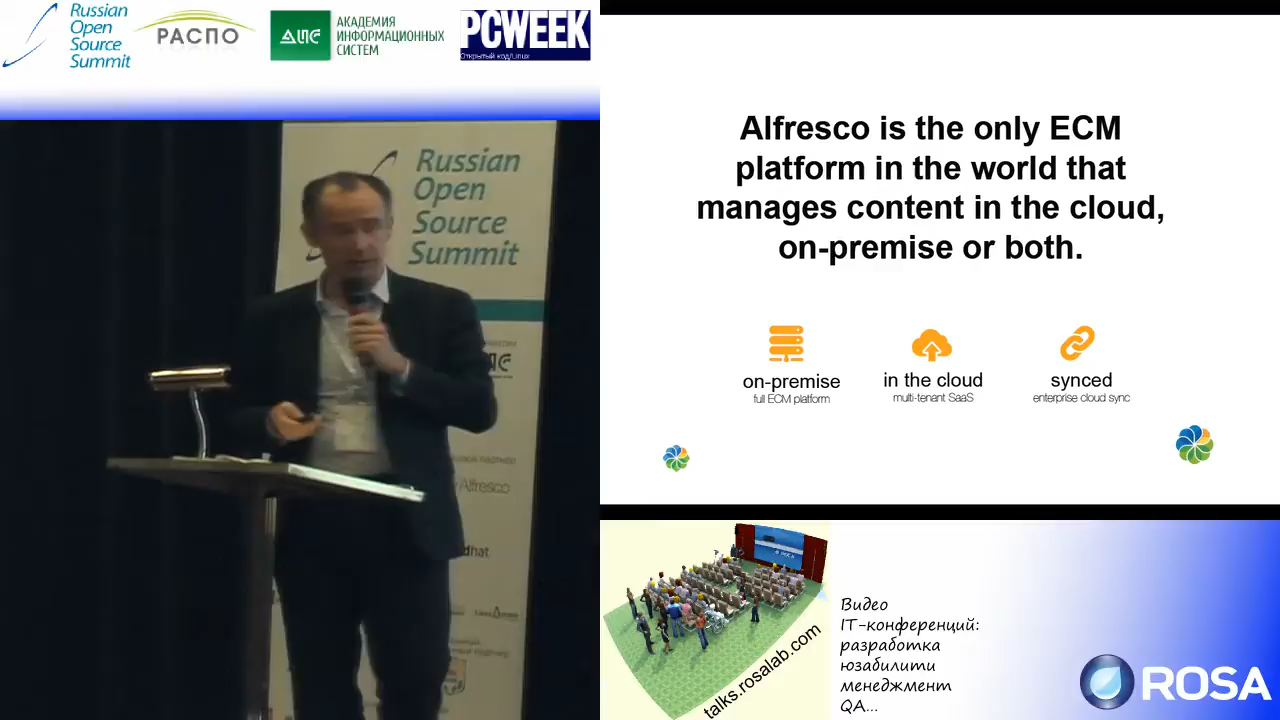 Russian
Open
Source
Summit
РАСПО
АИС
АКАДЕМИЯ
ИНФОРМАЦИОННЫХ
СИСТЕМ
PCWEEK
Открытый код/Linux
Russian
Open
Source
Summit
Alfresco
hat
Alfresco is the only ECM
platform in the world that
manages content in the cloud,
on-premise or both.
on-premise
full ECM platform
in the cloud
multi-tenant SaaS
synced
enterprise cloud sync
talks.rosalab.com
Видео
IT-конференций:
разработка
юзабилити
менеджмент
QA...
ROSA